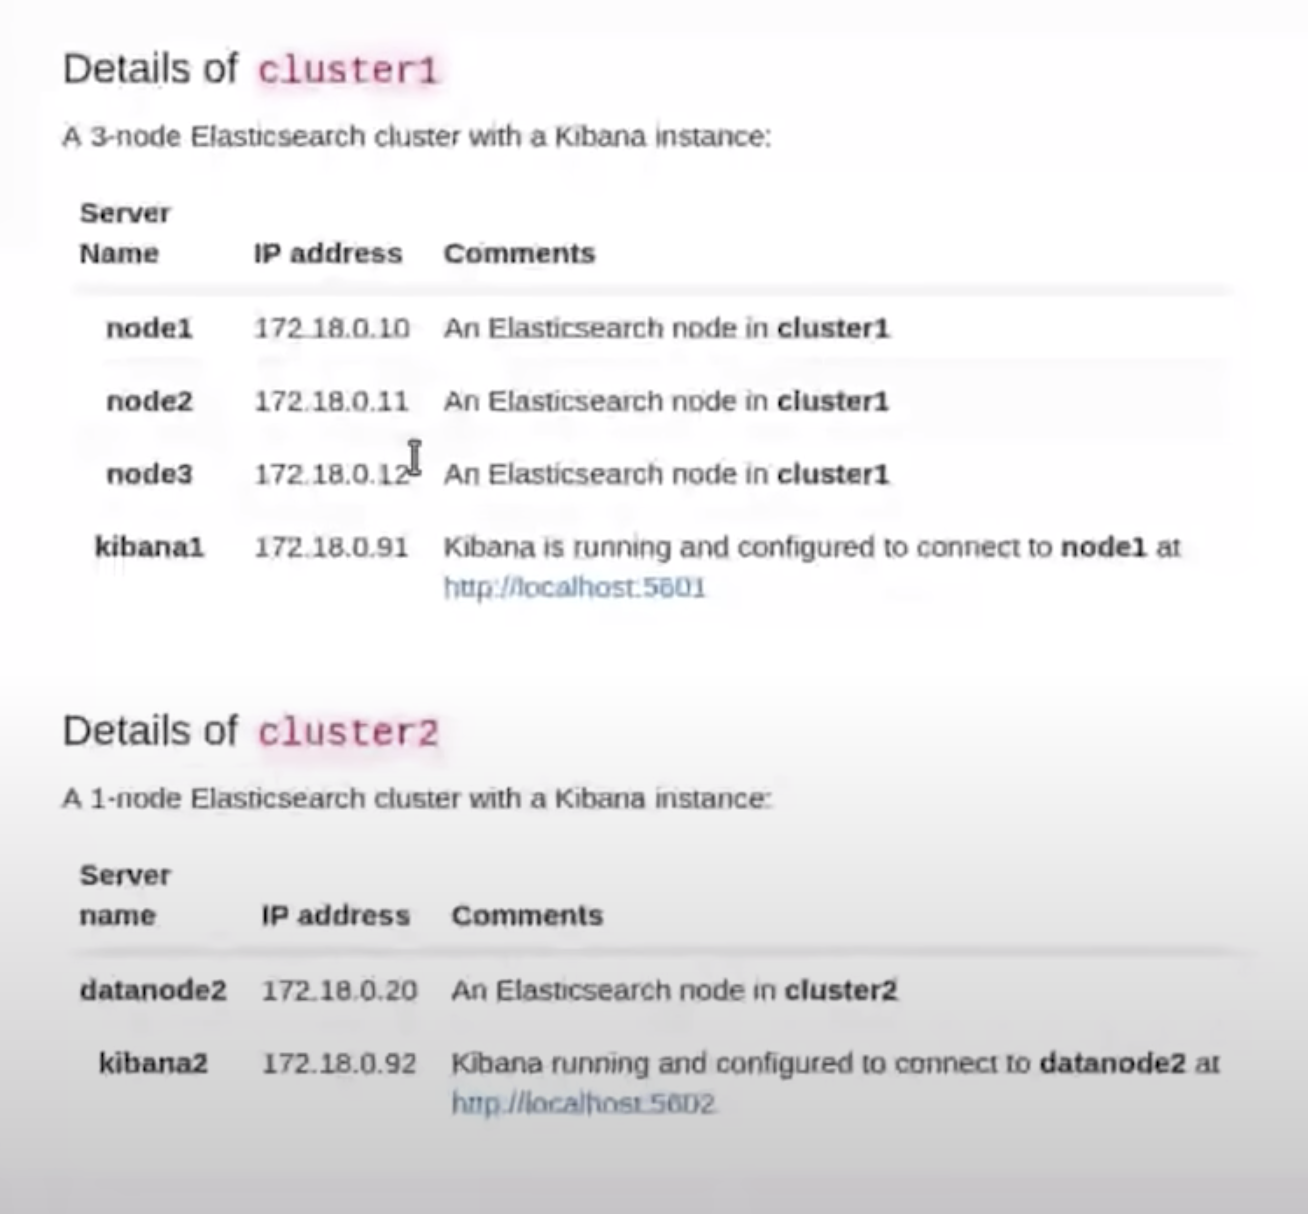 Details of cluster1
A 3-node Elasticsearch cluster with a Kibana instance:
Server
Name IP address Comments
node1 172.18.0.10 An Elasticsearch node in cluster1
node2 172.18.0.11 An Elasticsearch node in cluster1
node3 172.18.0.12 An Elasticsearch node in cluster1
kibana1 172.18.0.91 Kibana is running and configured to connect to node1 at
http://localhost:5601
Details of cluster2
A 1-node Elasticsearch cluster with a Kibana instance:
Server
name IP address Comments
datanode2 172.18.0.20 An Elasticsearch node in cluster2
kibana2 172.18.0.92 Kibana running and configured to connect to datanode2 at
http://localhost:5602